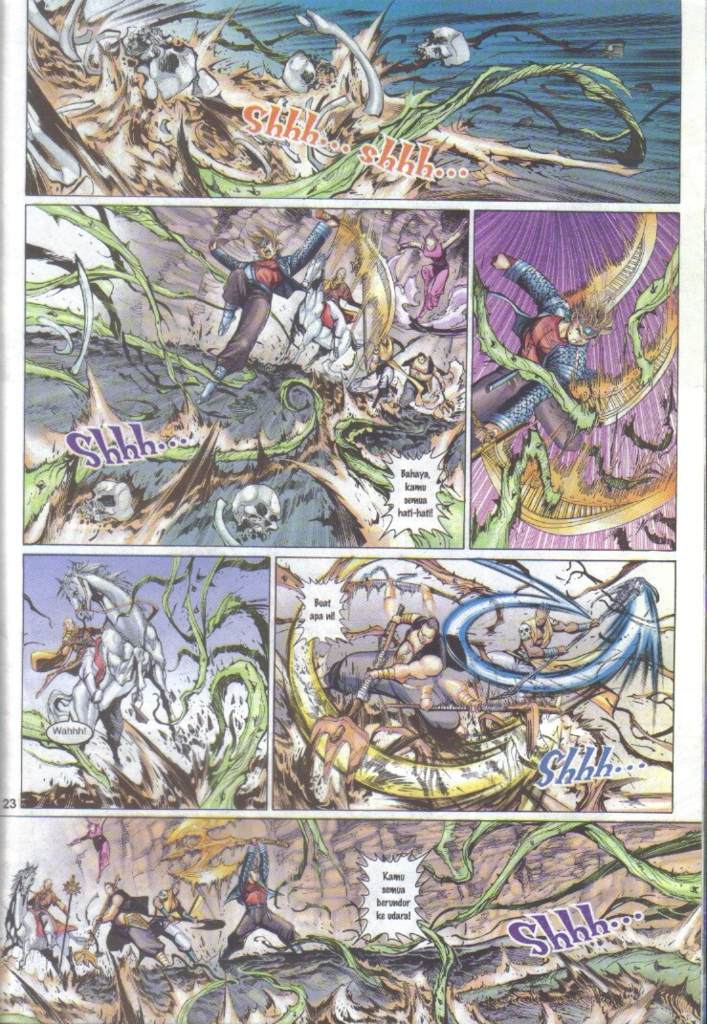 Shhh... shhh...
Shhh...
Bahaya,
kamu
semua
hati-hati!
Wahhh!
Buat
apa ni!
Shhh...
23
Kamu
semua
berundur
ke udara!
Shhh...